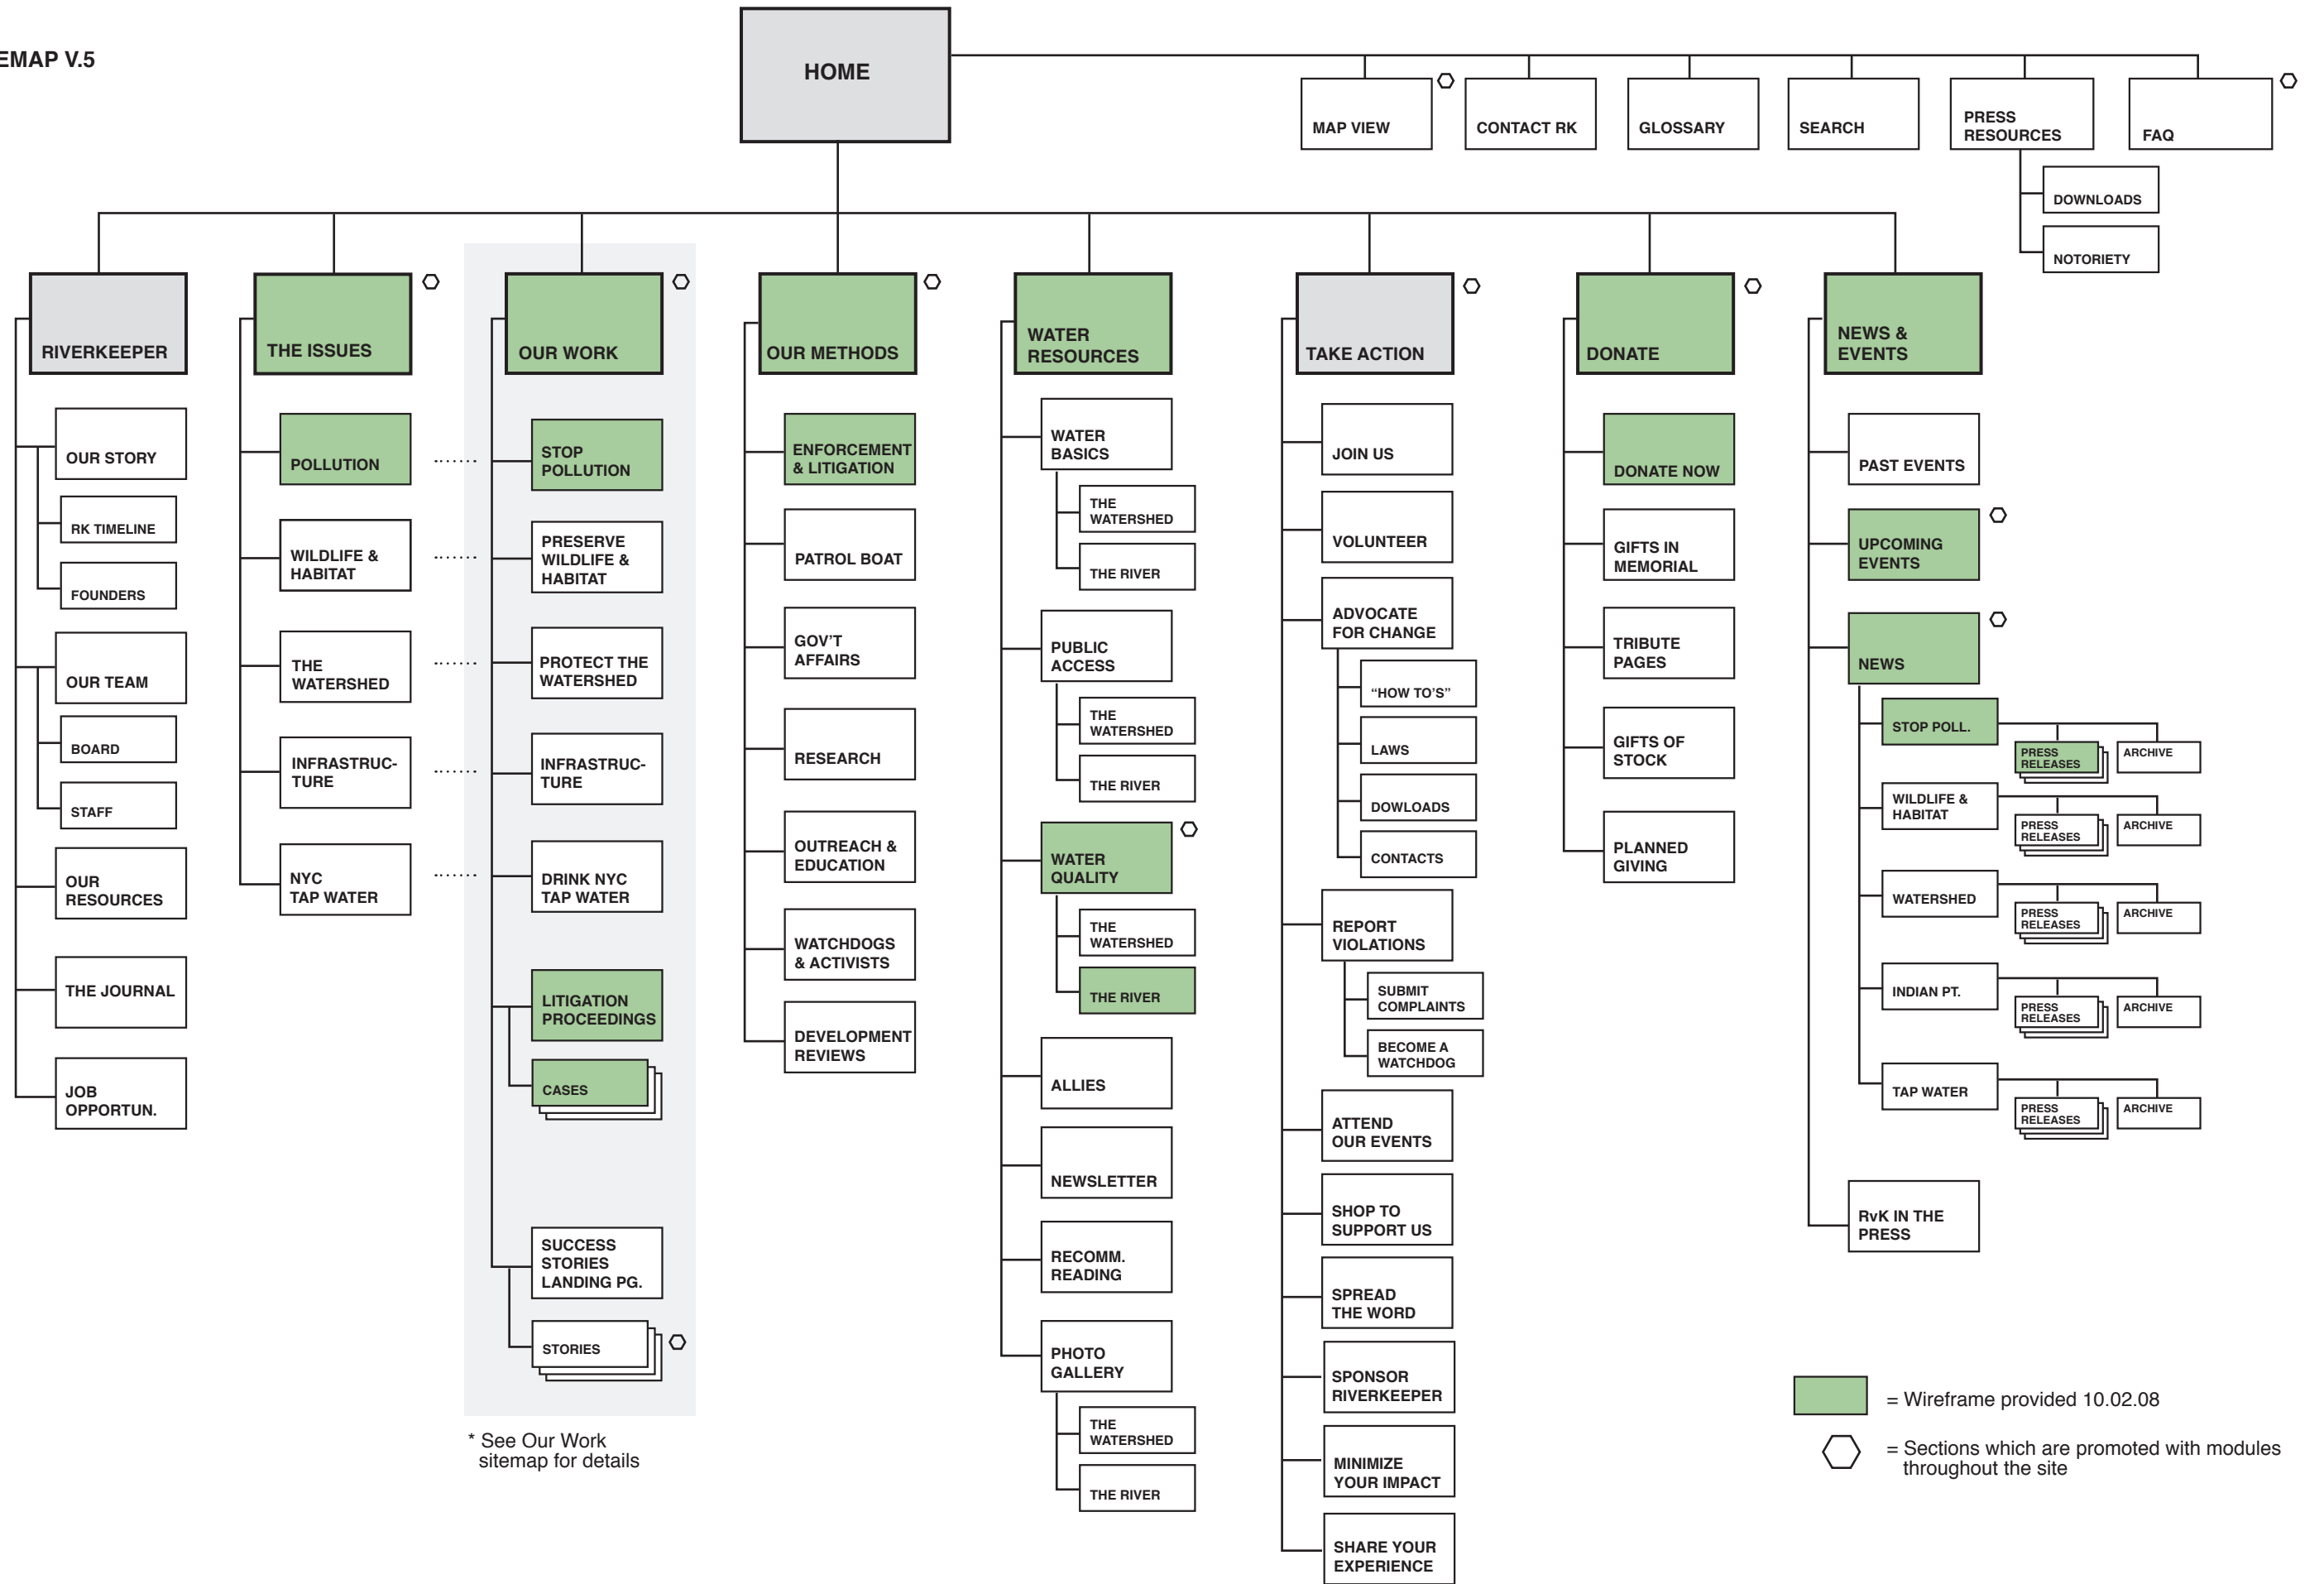 EMAP V.5
HOME
MAP VIEW
CONTACT RK
GLOSSARY
SEARCH
PRESS
RESOURCES
FAQ
DOWNLOADS
NOTORIETY
RIVERKEEPER
OUR STORY
RK TIMELINE
FOUNDERS
OUR TEAM
BOARD
STAFF
OUR
RESOURCES
THE JOURNAL
JOB
OPPORTUN.
THE ISSUES
POLLUTION
WILDLIFE &
HABITAT
THE
WATERSHED
INFRASTRUC-
TURE
NYC
TAP WATER
OUR WORK
STOP
POLLUTION
PRESERVE
WILDLIFE &
HABITAT
PROTECT THE
WATERSHED
INFRASTRUC-
TURE
DRINK NYC
TAP WATER
LITIGATION
PROCEEDINGS
CASES
SUCCESS
STORIES
LANDING PG.
STORIES
* See Our Work
sitemap for details
OUR METHODS
ENFORCEMENT
& LITIGATION
PATROL BOAT
GOV'T
AFFAIRS
RESEARCH
OUTREACH &
EDUCATION
WATCHDOGS
& ACTIVISTS
DEVELOPMENT
REVIEWS
WATER
RESOURCES
WATER
BASICS
THE
WATERSHED
THE RIVER
PUBLIC
ACCESS
THE
WATERSHED
THE RIVER
WATER
QUALITY
THE
WATERSHED
THE RIVER
ALLIES
NEWSLETTER
RECOMM.
READING
PHOTO
GALLERY
THE
WATERSHED
THE RIVER
TAKE ACTION
JOIN US
VOLUNTEER
ADVOCATE
FOR CHANGE
“HOW TO’S”
LAWS
DOWLOADS
CONTACTS
REPORT
VIOLATIONS
SUBMIT
COMPLAINTS
BECOME A
WATCHDOG
ATTEND
OUR EVENTS
SHOP TO
SUPPORT US
SPREAD
THE WORD
SPONSOR
RIVERKEEPER
MINIMIZE
YOUR IMPACT
SHARE YOUR
EXPERIENCE
DONATE
DONATE NOW
GIFTS IN
MEMORIAL
TRIBUTE
PAGES
GIFTS OF
STOCK
PLANNED
GIVING
NEWS &
EVENTS
PAST EVENTS
UPCOMING
EVENTS
NEWS
STOP POLL.
PRESS
RELEASES
ARCHIVE
WILDLIFE &
HABITAT
PRESS
RELEASES
ARCHIVE
WATERSHED
PRESS
RELEASES
ARCHIVE
INDIAN PT.
PRESS
RELEASES
ARCHIVE
TAP WATER
PRESS
RELEASES
ARCHIVE
RvK IN THE
PRESS
= Wireframe provided 10.02.08
= Sections which are promoted with modules
throughout the site